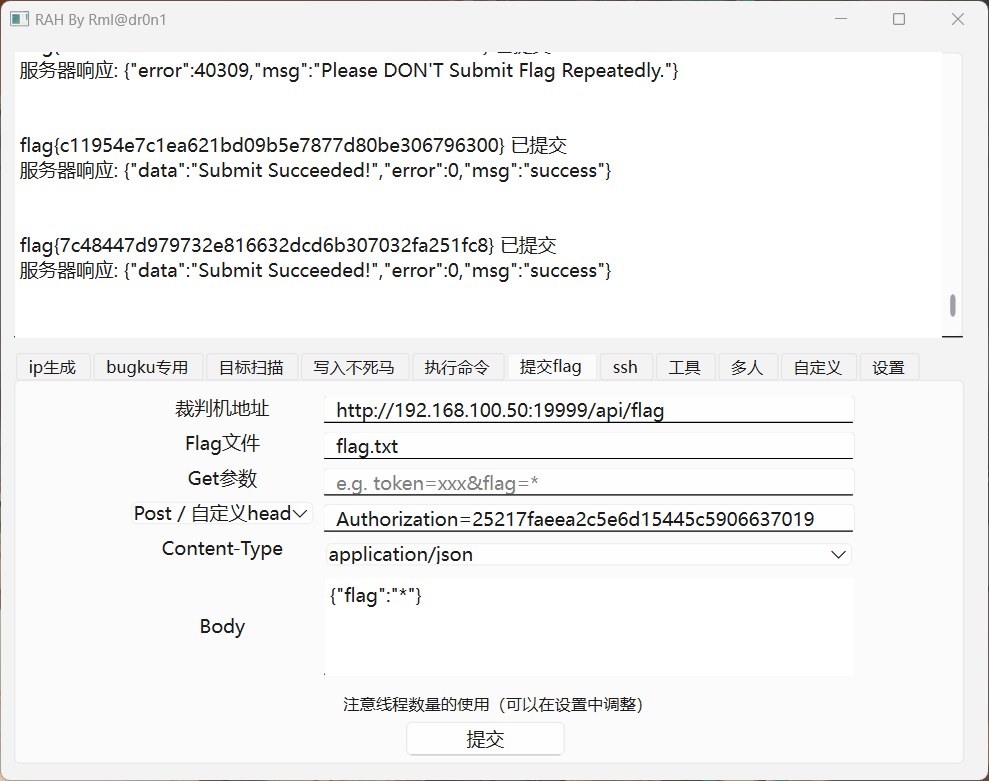 RAH By Rml@dr0n1
服务器响应: {"error":40309,"msg":"Please DON'T Submit Flag Repeatedly."}
flag{c11954e7c1ea621bd09b5e7877d80be306796300} 已提交
服务器响应: {"data":"Submit Succeeded!","error":0,"msg":"success"}
flag{7c48447d979732e816632dcd6b307032fa251fc8} 已提交
服务器响应: {"data":"Submit Succeeded!","error":0,"msg":"success"}
ip生成 bugku专用 目标扫描 写入不死马 执行命令 提交flag ssh 工具 多人 自定义 设置
裁判机地址 http://192.168.100.50:19999/api/flag
Flag文件 flag.txt
Get参数 e.g. token=xxx&flag=*
Post / 自定义head Authorization=25217faeea2c5e6d15445c5906637019
Content-Type application/json
{"flag":"*"}
Body
注意线程数量的使用（可以在设置中调整）
提交